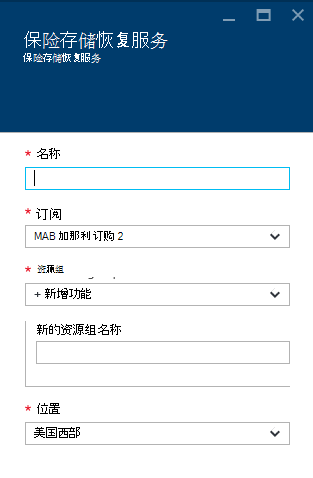 保险存储恢复服务
保险存储恢复服务
* 名称
* 订阅
MAB 加那利订购 2
* 资源组
+ 新增功能
新的资源组名称
* 位置
美国西部